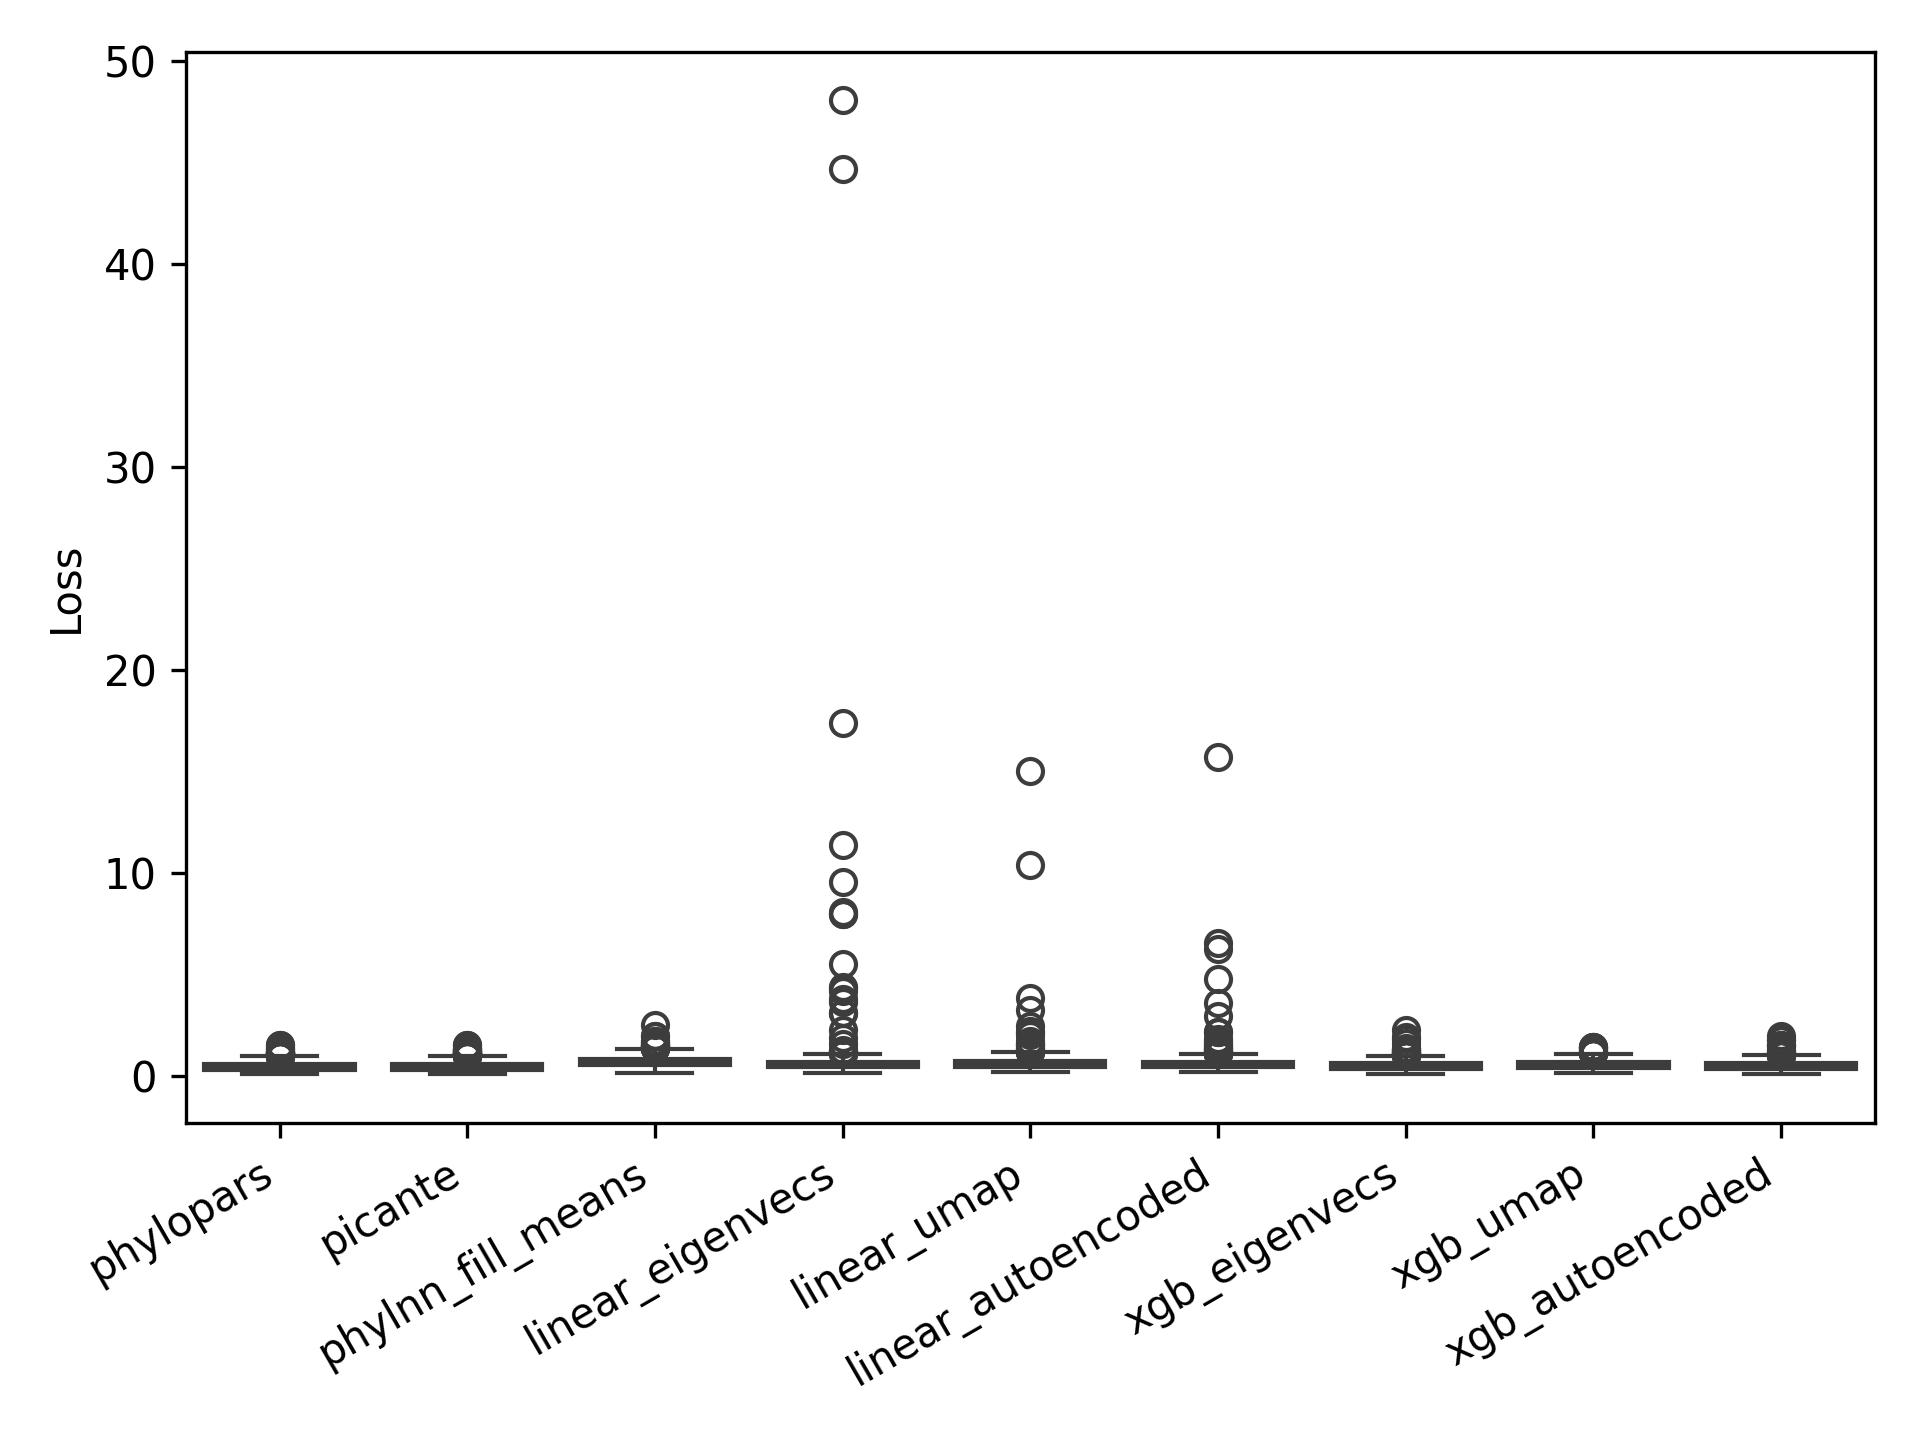 50
40
30
20
10
0
Loss
phylopars
picante
phylnn_fill_means
linear_eigenvecs
linear_umap
linear_autoencoded
xgb_eigenvecs
xgb_umap
xgb_autoencoded